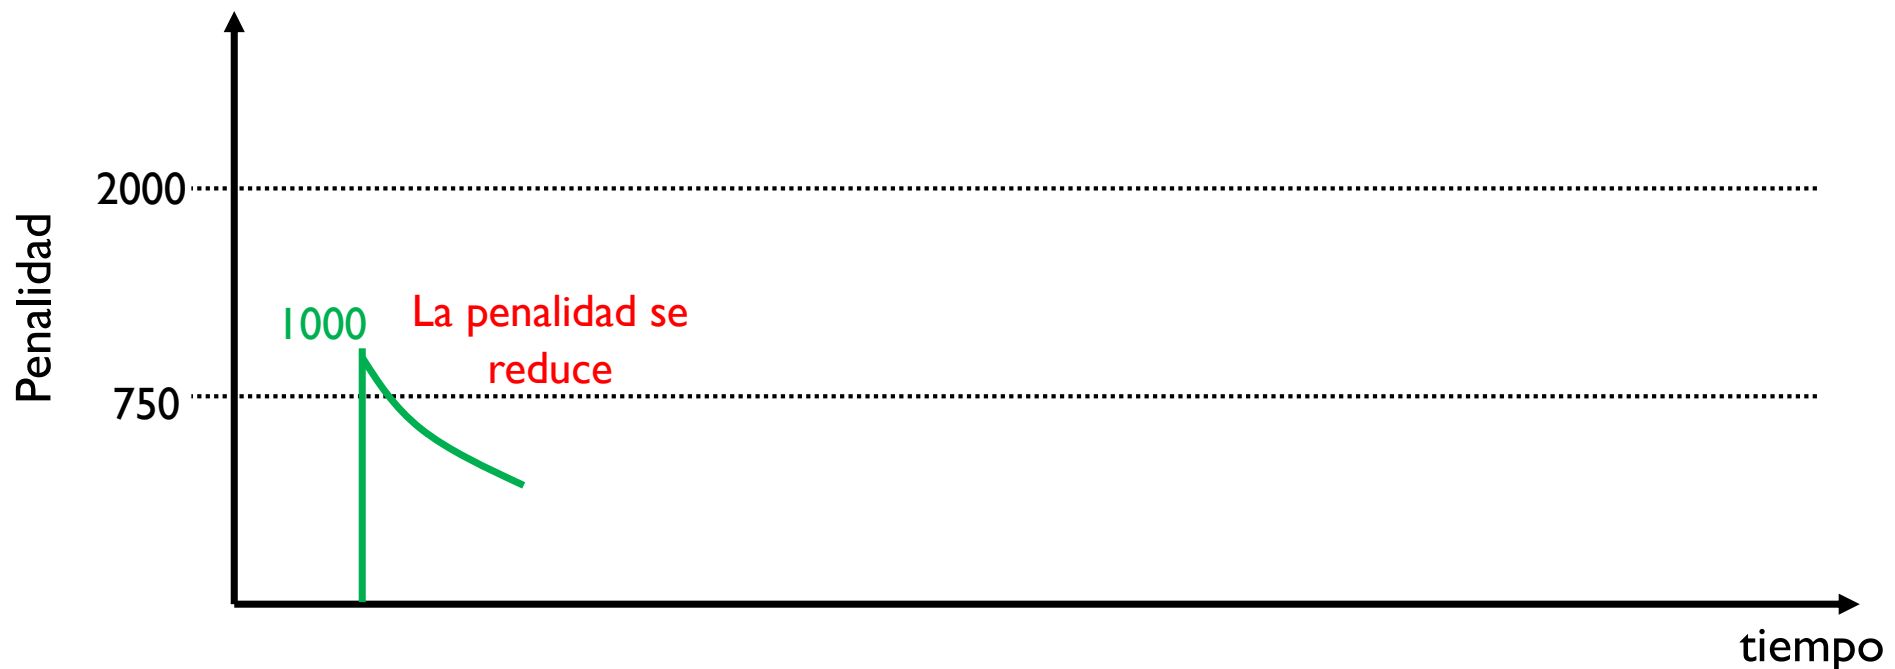 2000
Penalidad
1000
La penalidad se
reduce
750
tiempo